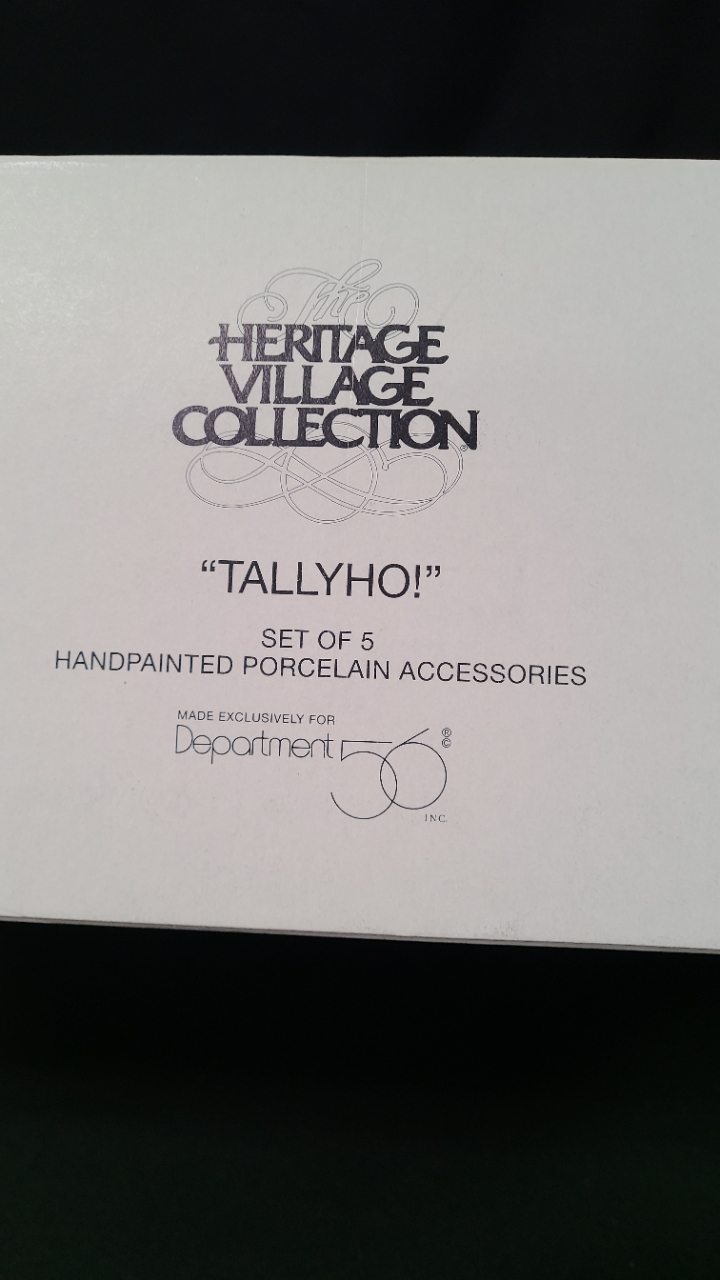 The
HERITAGE
VILLAGE
COLLECTION®
“TALLYHO!”
SET OF 5
HANDPAINTED PORCELAIN ACCESSORIES
MADE EXCLUSIVELY FOR
Department 56 ® ©
INC.